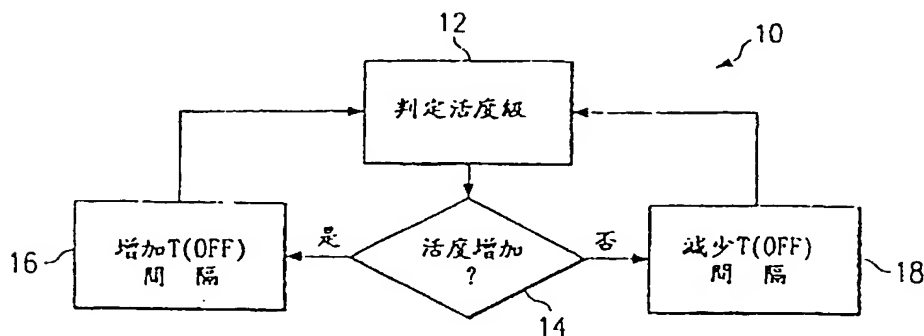 12
10
判定活度級
是
活度增加
?
否
16
增加T(OFF)
間 隔
減少T(OFF)
間 隔
18
14